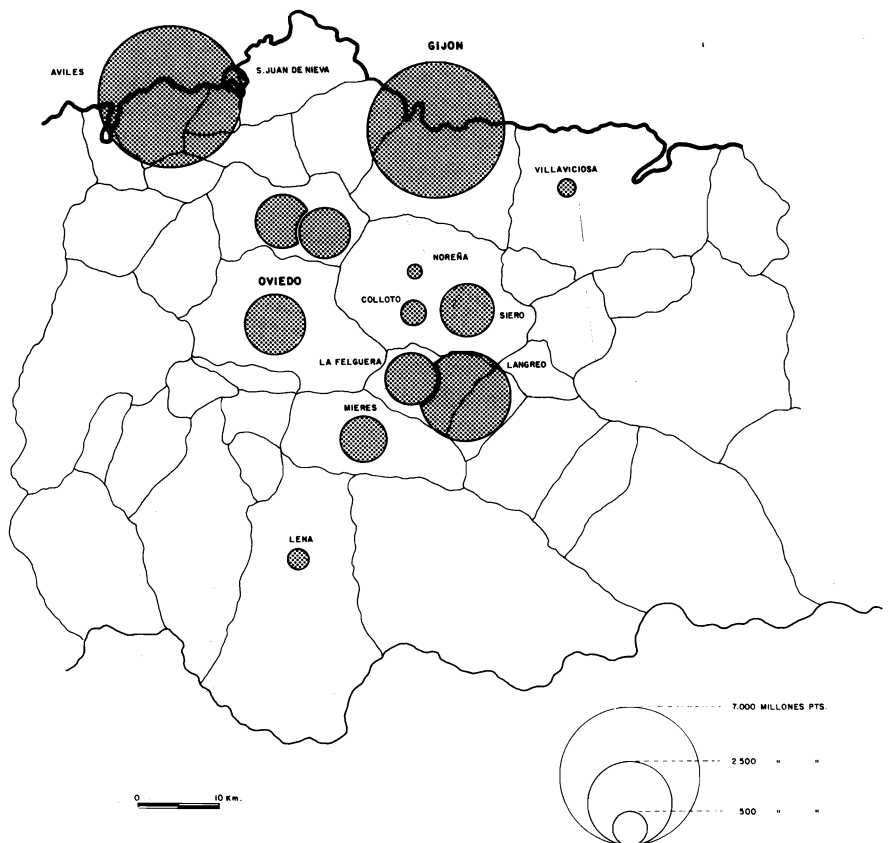 GIJON
AVILES
S. JUAN DE NIEVA
VILLAVICIOSA
NOREÑA
OVIEDO
COLLOTO
SIERO
LA FELGUERA
LANGREO
MIERES
LENA
7.000 MILLONES PTS.
2 500 " "
500 " "
0 10 Km.